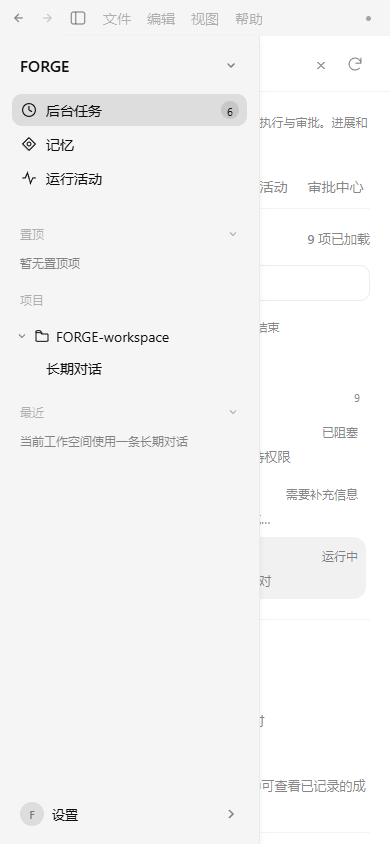 文件 编辑 视图 帮助
FORGE
后台任务 6
记忆
运行活动
置顶
暂无置顶项
项目
FORGE-workspace
长期对话
最近
当前工作空间使用一条长期对话
F 设置
执行与审批。进展和
活动 审批中心
9 项已加载
结束
9
已阻塞
权限
需要补充信息
...
运行中
对
可查看已记录的成